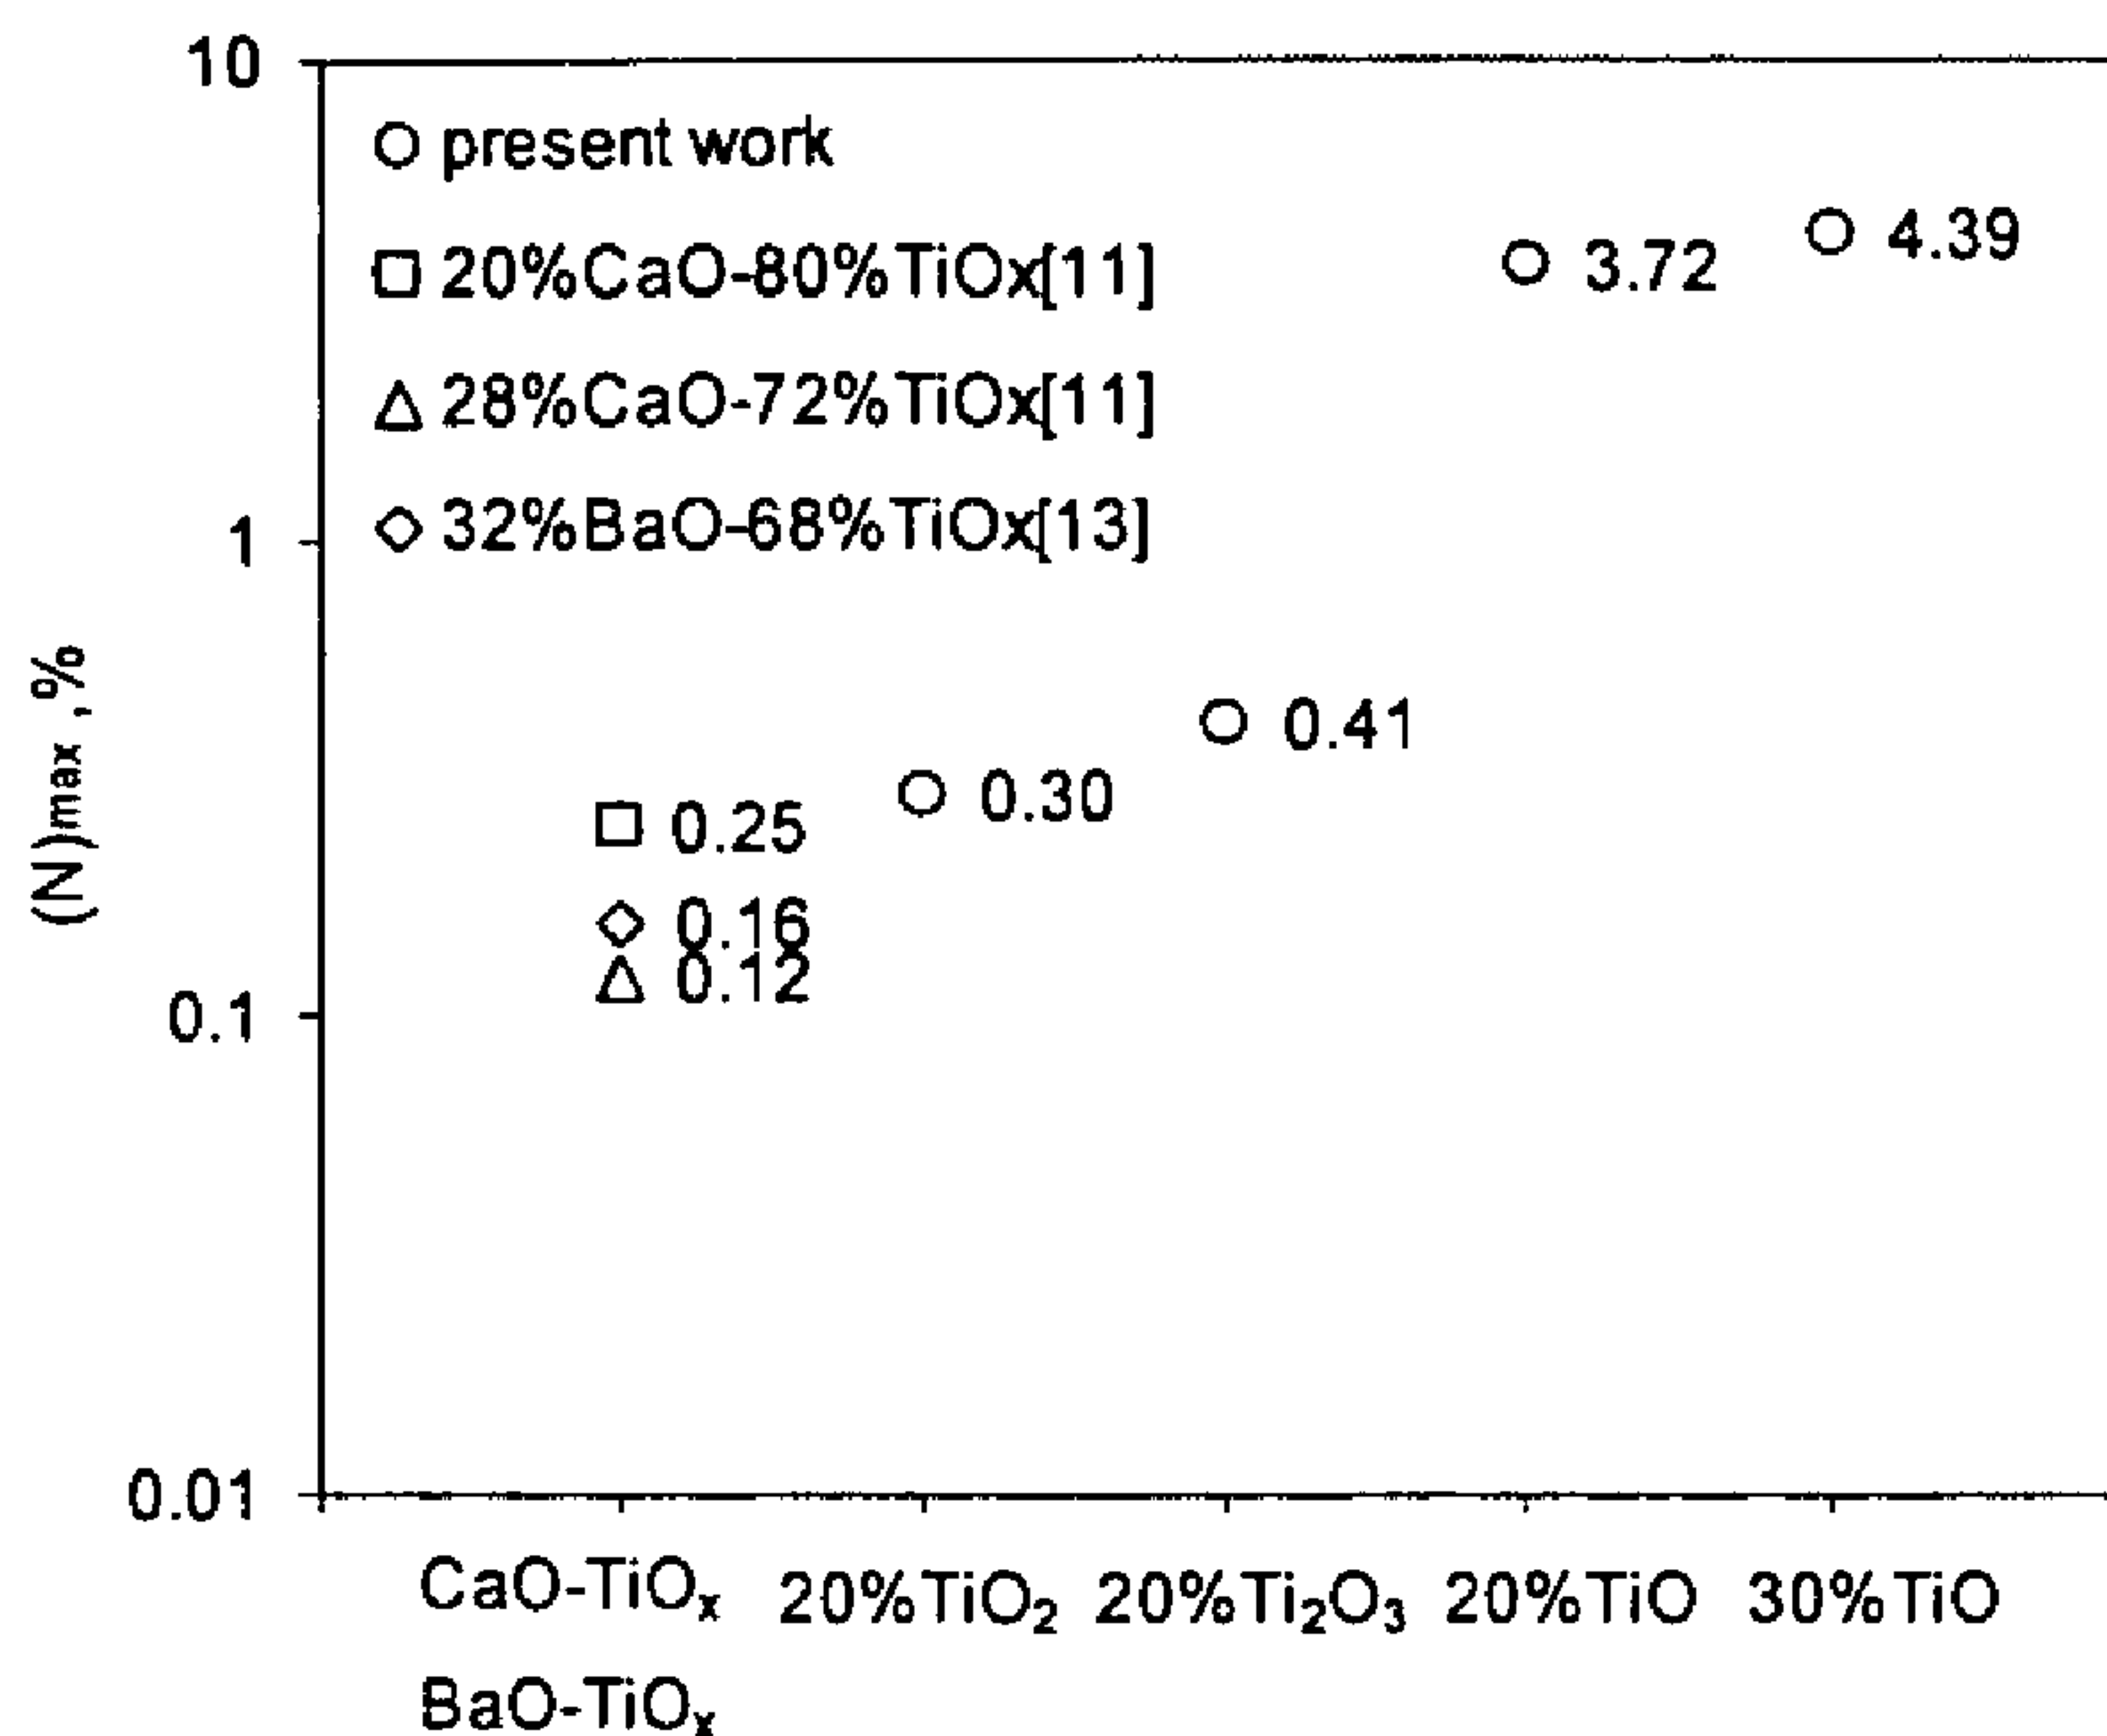 10
present work
20%CaO-80%TiOx[11]
28%CaO-72%TiOx[11]
32%BaO-68%TiOx[13]
4.39
3.72
1
(N)max ,%
0.41
0.30
0.25
0.16
0.12
0.1
0.01
CaO-TiOₓ 20%TiO₂ 20%Ti₂O₃ 20%TiO 30%TiO
BaO-TiOₓ